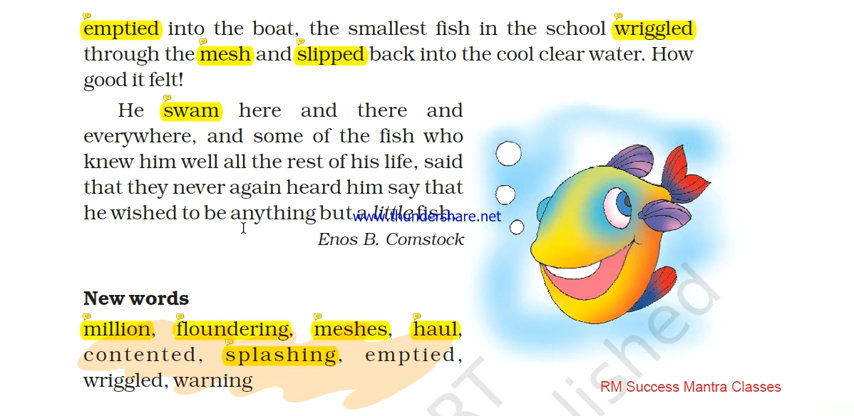 emptied into the boat, the smallest fish in the school wriggled
through the mesh and slipped back into the cool clear water. How
good it felt!
He swam here and there and
everywhere, and some of the fish who
knew him well all the rest of his life, said
that they never again heard him say that
he wished to be anything but a little fish.
www.thundershare.net
Enos B. Comstock
New words
million, floundering, meshes, haul,
contented, splashing, emptied,
wriggled, warning
RM Success Mantra Classes